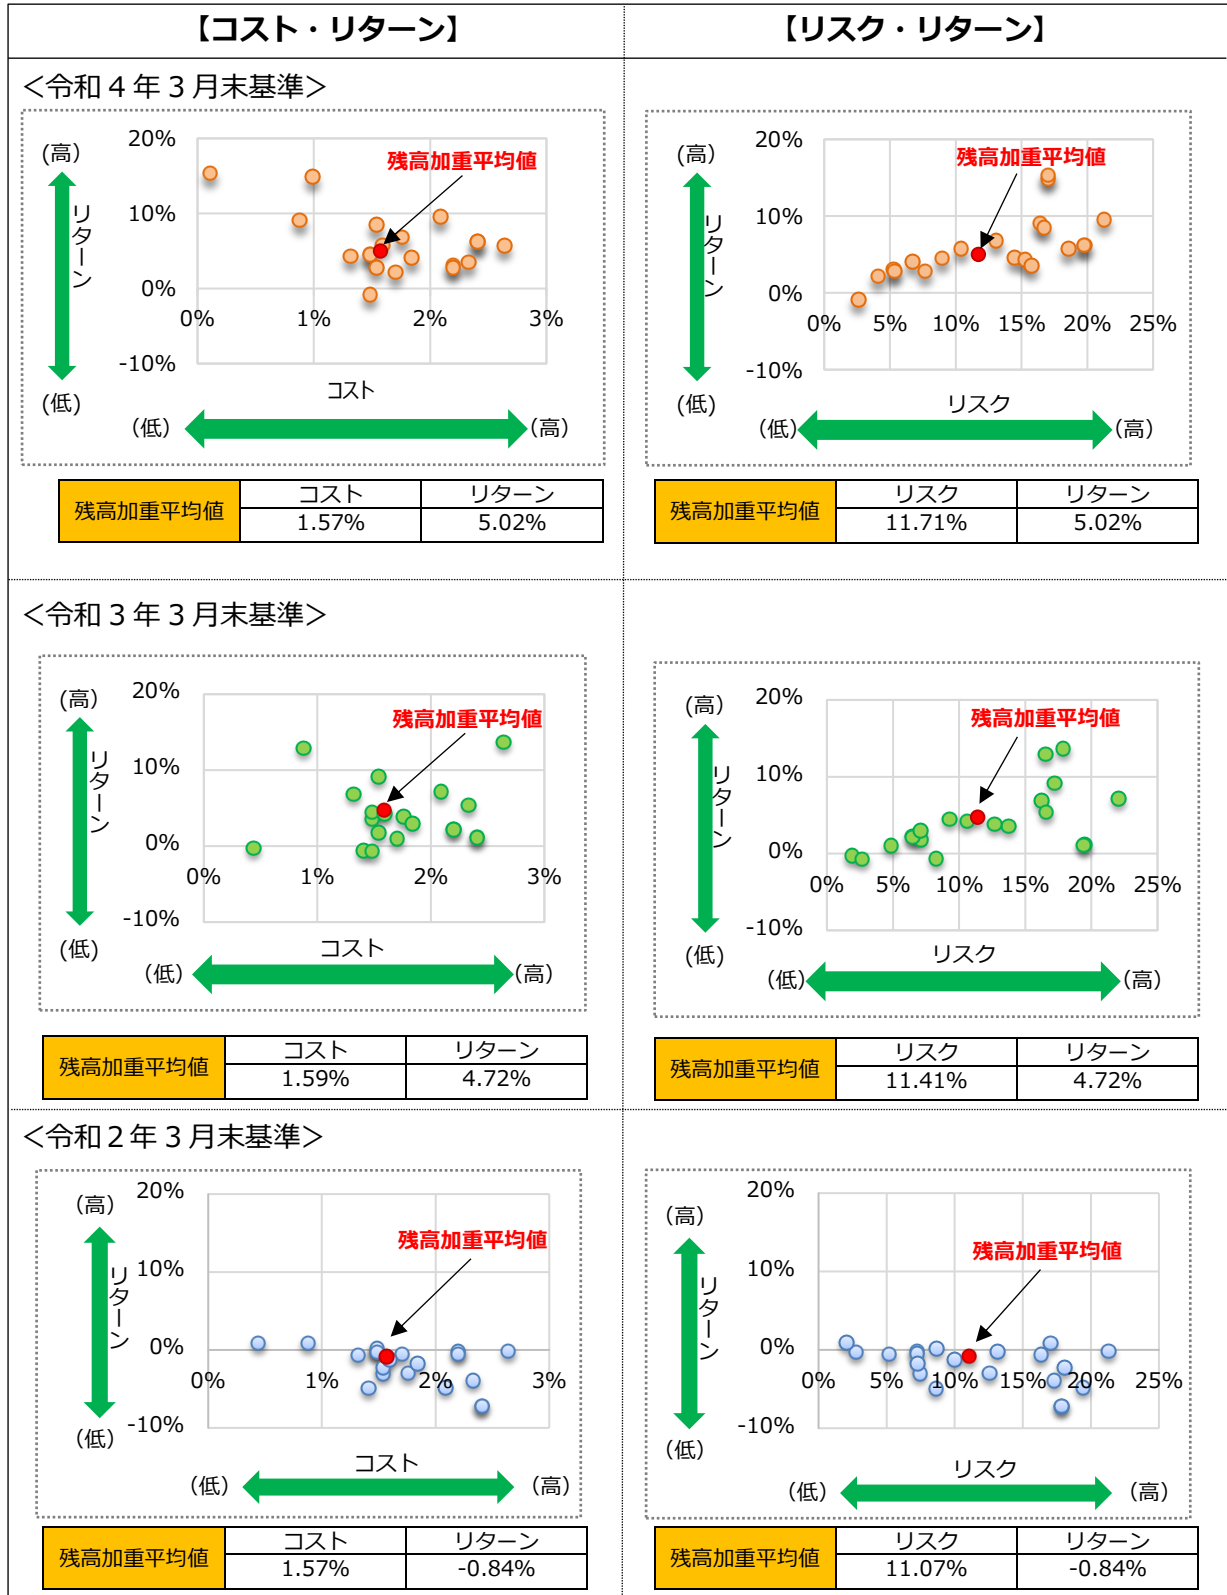 【コスト・リターン】
【リスク・リターン】
＜令和４年３月末基準＞
(高)
リターン
(低)
20%
10%
0%
-10%
残高加重平均値
0%
1%
2%
3%
コスト
(低)
(高)
残高加重平均値
コスト
リターン
1.57%
5.02%
(高)
リターン
(低)
20%
10%
0%
-10%
残高加重平均値
0%
5%
10%
15%
20%
25%
リスク
(低)
(高)
残高加重平均値
リスク
リターン
11.71%
5.02%
＜令和３年３月末基準＞
(高)
リターン
(低)
20%
10%
0%
-10%
残高加重平均値
0%
1%
2%
3%
コスト
(低)
(高)
残高加重平均値
コスト
リターン
1.59%
4.72%
(高)
リターン
(低)
20%
10%
0%
-10%
残高加重平均値
0%
5%
10%
15%
20%
25%
リスク
(低)
(高)
残高加重平均値
リスク
リターン
11.41%
4.72%
＜令和２年３月末基準＞
(高)
リターン
(低)
20%
10%
0%
-10%
残高加重平均値
0%
1%
2%
3%
コスト
(低)
(高)
残高加重平均値
コスト
リターン
1.57%
-0.84%
(高)
リターン
(低)
20%
10%
0%
-10%
残高加重平均値
0%
5%
10%
15%
20%
25%
リスク
(低)
(高)
残高加重平均値
リスク
リターン
11.07%
-0.84%